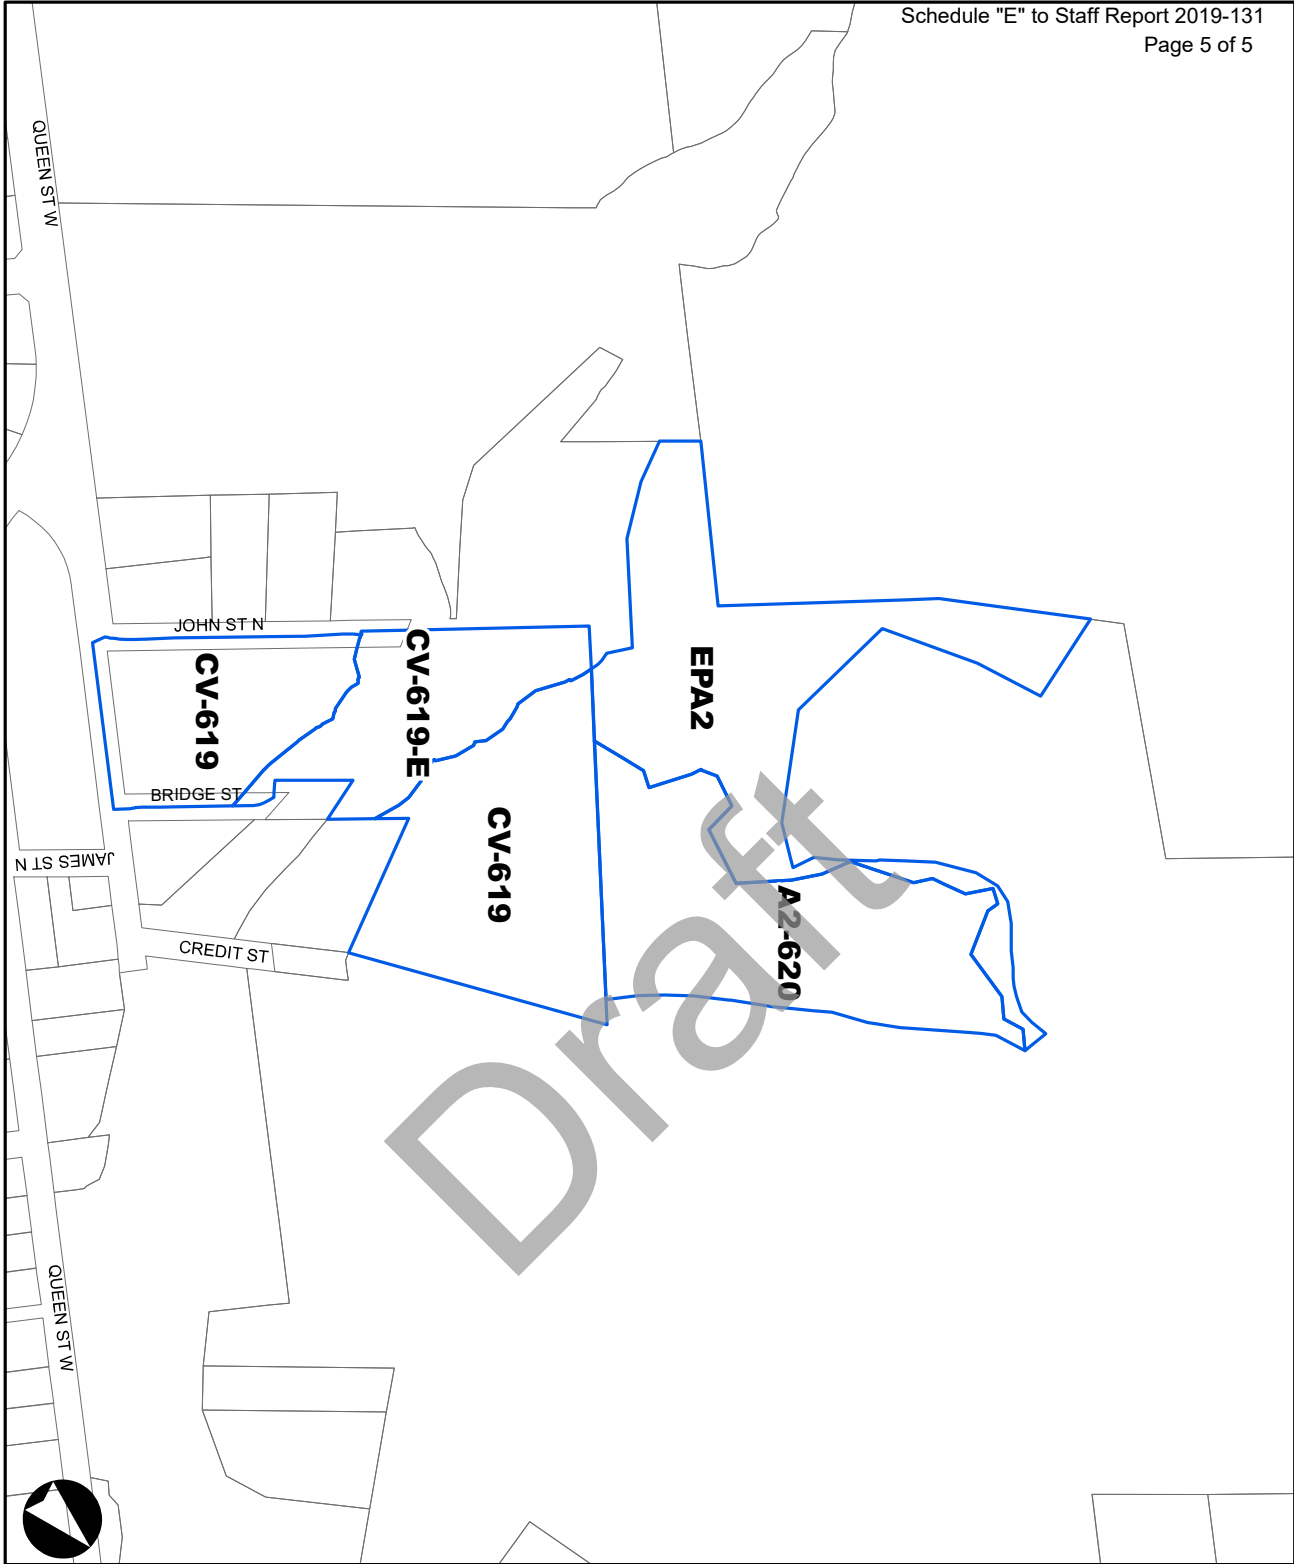 Schedule "E" to Staff Report 2019-131
Page 5 of 5
QUEEN ST W
JOHN ST N
CV-619
CV-619-E
EPA2
BRIDGE ST
CV-619
JAMES ST N
A2-620
CREDIT ST
Draft
QUEEN ST W